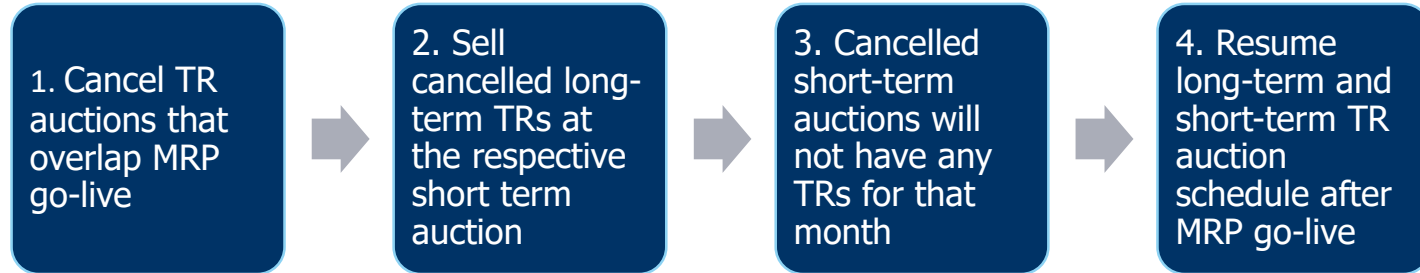 1. Cancel TR
auctions that
overlap MRP
go-live
2. Sell
cancelled long-
term TRs at
the respective
short term
auction
3. Cancelled
short-term
auctions will
not have any
TRs for that
month
4. Resume
long-term and
short-term TR
auction
schedule after
MRP go-live